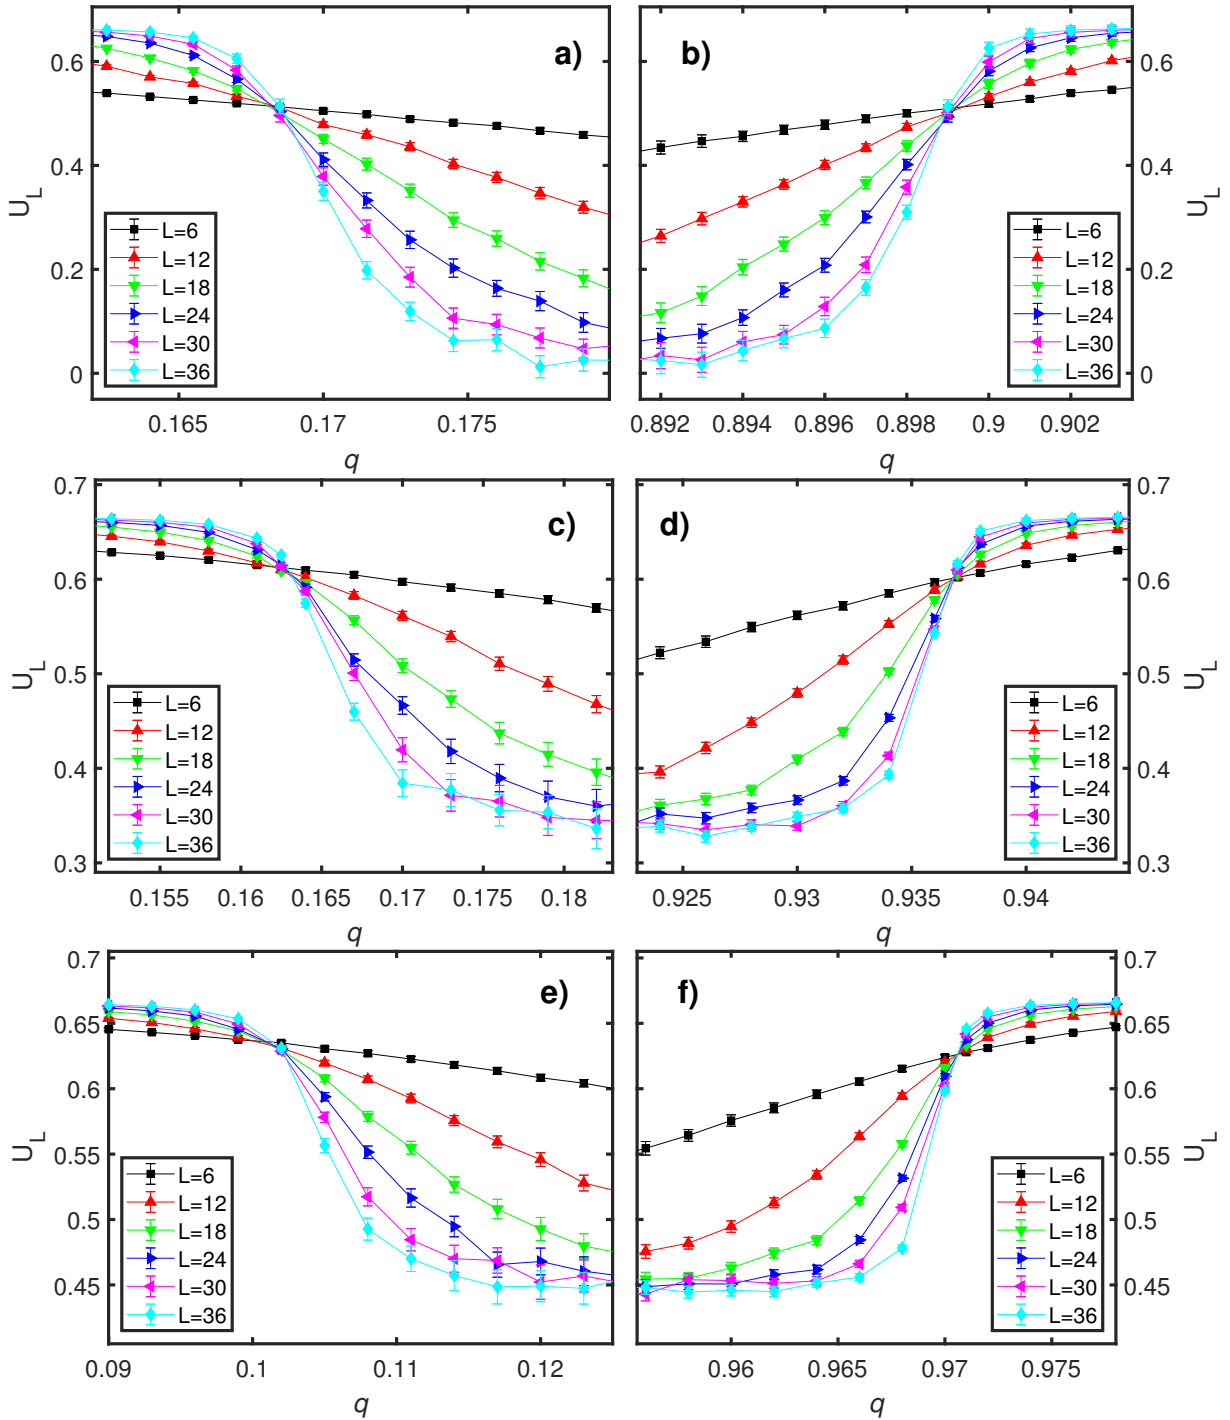 a)
0.6
0.4
0.2
0
U_L
L=6
L=12
L=18
L=24
L=30
L=36
0.165
0.17
0.175
q
b)
0.6
0.4
0.2
0
U_L
L=6
L=12
L=18
L=24
L=30
L=36
0.892
0.894
0.896
0.898
0.9
0.902
q
c)
0.7
0.6
0.5
0.4
0.3
U_L
L=6
L=12
L=18
L=24
L=30
L=36
0.155
0.16
0.165
0.17
0.175
0.18
q
d)
0.7
0.6
0.5
0.4
0.3
U_L
L=6
L=12
L=18
L=24
L=30
L=36
0.925
0.93
0.935
0.94
q
e)
0.7
0.65
0.6
0.55
0.5
0.45
U_L
L=6
L=12
L=18
L=24
L=30
L=36
0.09
0.1
0.11
0.12
q
f)
0.7
0.65
0.6
0.55
0.5
0.45
U_L
L=6
L=12
L=18
L=24
L=30
L=36
0.96
0.965
0.97
0.975
q